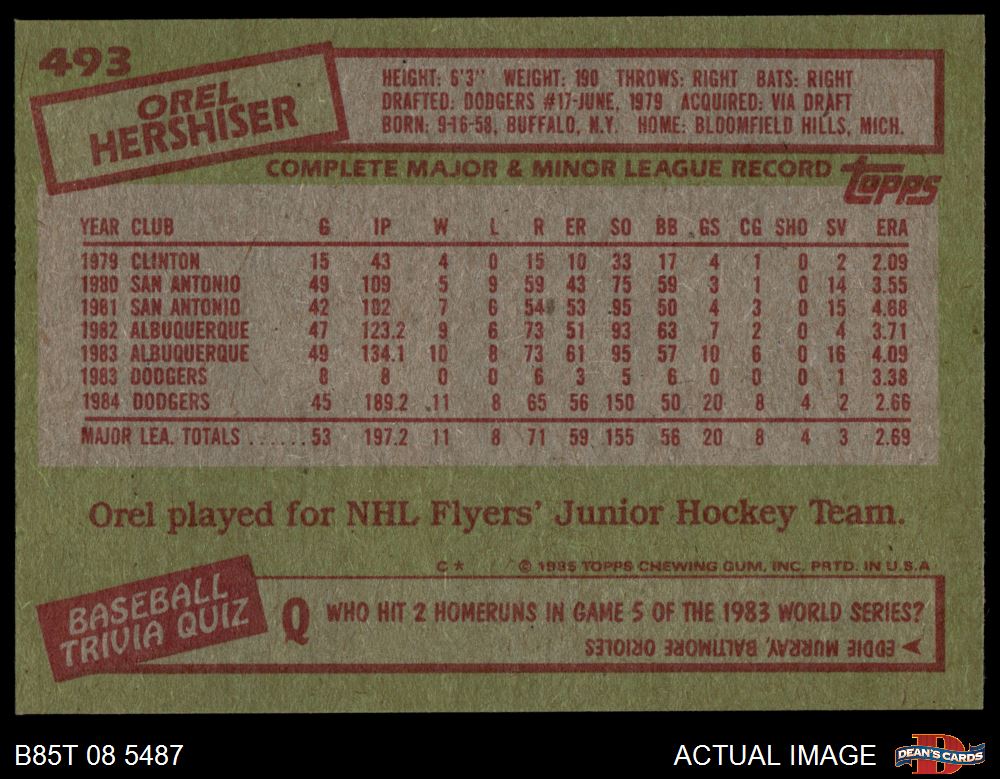 493
OREL
HERSHISER
HEIGHT: 6'3" WEIGHT: 190 THROWS: RIGHT BATS: RIGHT
DRAFTED: DODGERS #17-JUNE, 1979 ACQUIRED: VIA DRAFT
BORN: 9-16-58, BUFFALO, N.Y. HOME: BLOOMFIELD HILLS, MICH.
COMPLETE MAJOR & MINOR LEAGUE RECORD
topps
YEAR CLUB G IP W L R ER SO BB GS CG SHO SV ERA
1979 CLINTON 15 43 4 0 15 10 33 17 4 1 0 2 2.09
1980 SAN ANTONIO 49 109 5 9 59 43 75 59 3 1 0 14 3.55
1981 SAN ANTONIO 42 102 7 6 54 53 95 50 4 3 0 15 4.68
1982 ALBUQUERQUE 47 123.2 9 6 73 51 93 63 7 2 0 4 3.71
1983 ALBUQUERQUE 49 134.1 10 8 73 61 95 57 10 6 0 16 4.09
1983 DODGERS 8 8 0 0 6 3 5 6 0 0 0 1 3.38
1984 DODGERS 45 189.2 11 8 65 56 150 50 20 8 4 2 2.66
MAJOR LEA. TOTALS ...... 53 197.2 11 8 71 59 155 56 20 8 4 3 2.69
Orel played for NHL Flyers' Junior Hockey Team.
C* © 1985 TOPPS CHEWING GUM, INC. PRTD. IN U.S.A
BASEBALL
TRIVIA QUIZ
Q WHO HIT 2 HOMERUNS IN GAME 5 OF THE 1983 WORLD SERIES?
EDDIE MURRAY, BALTIMORE ORIOLES
B85T 08 5487
ACTUAL IMAGE
D
DEAN'S CARDS